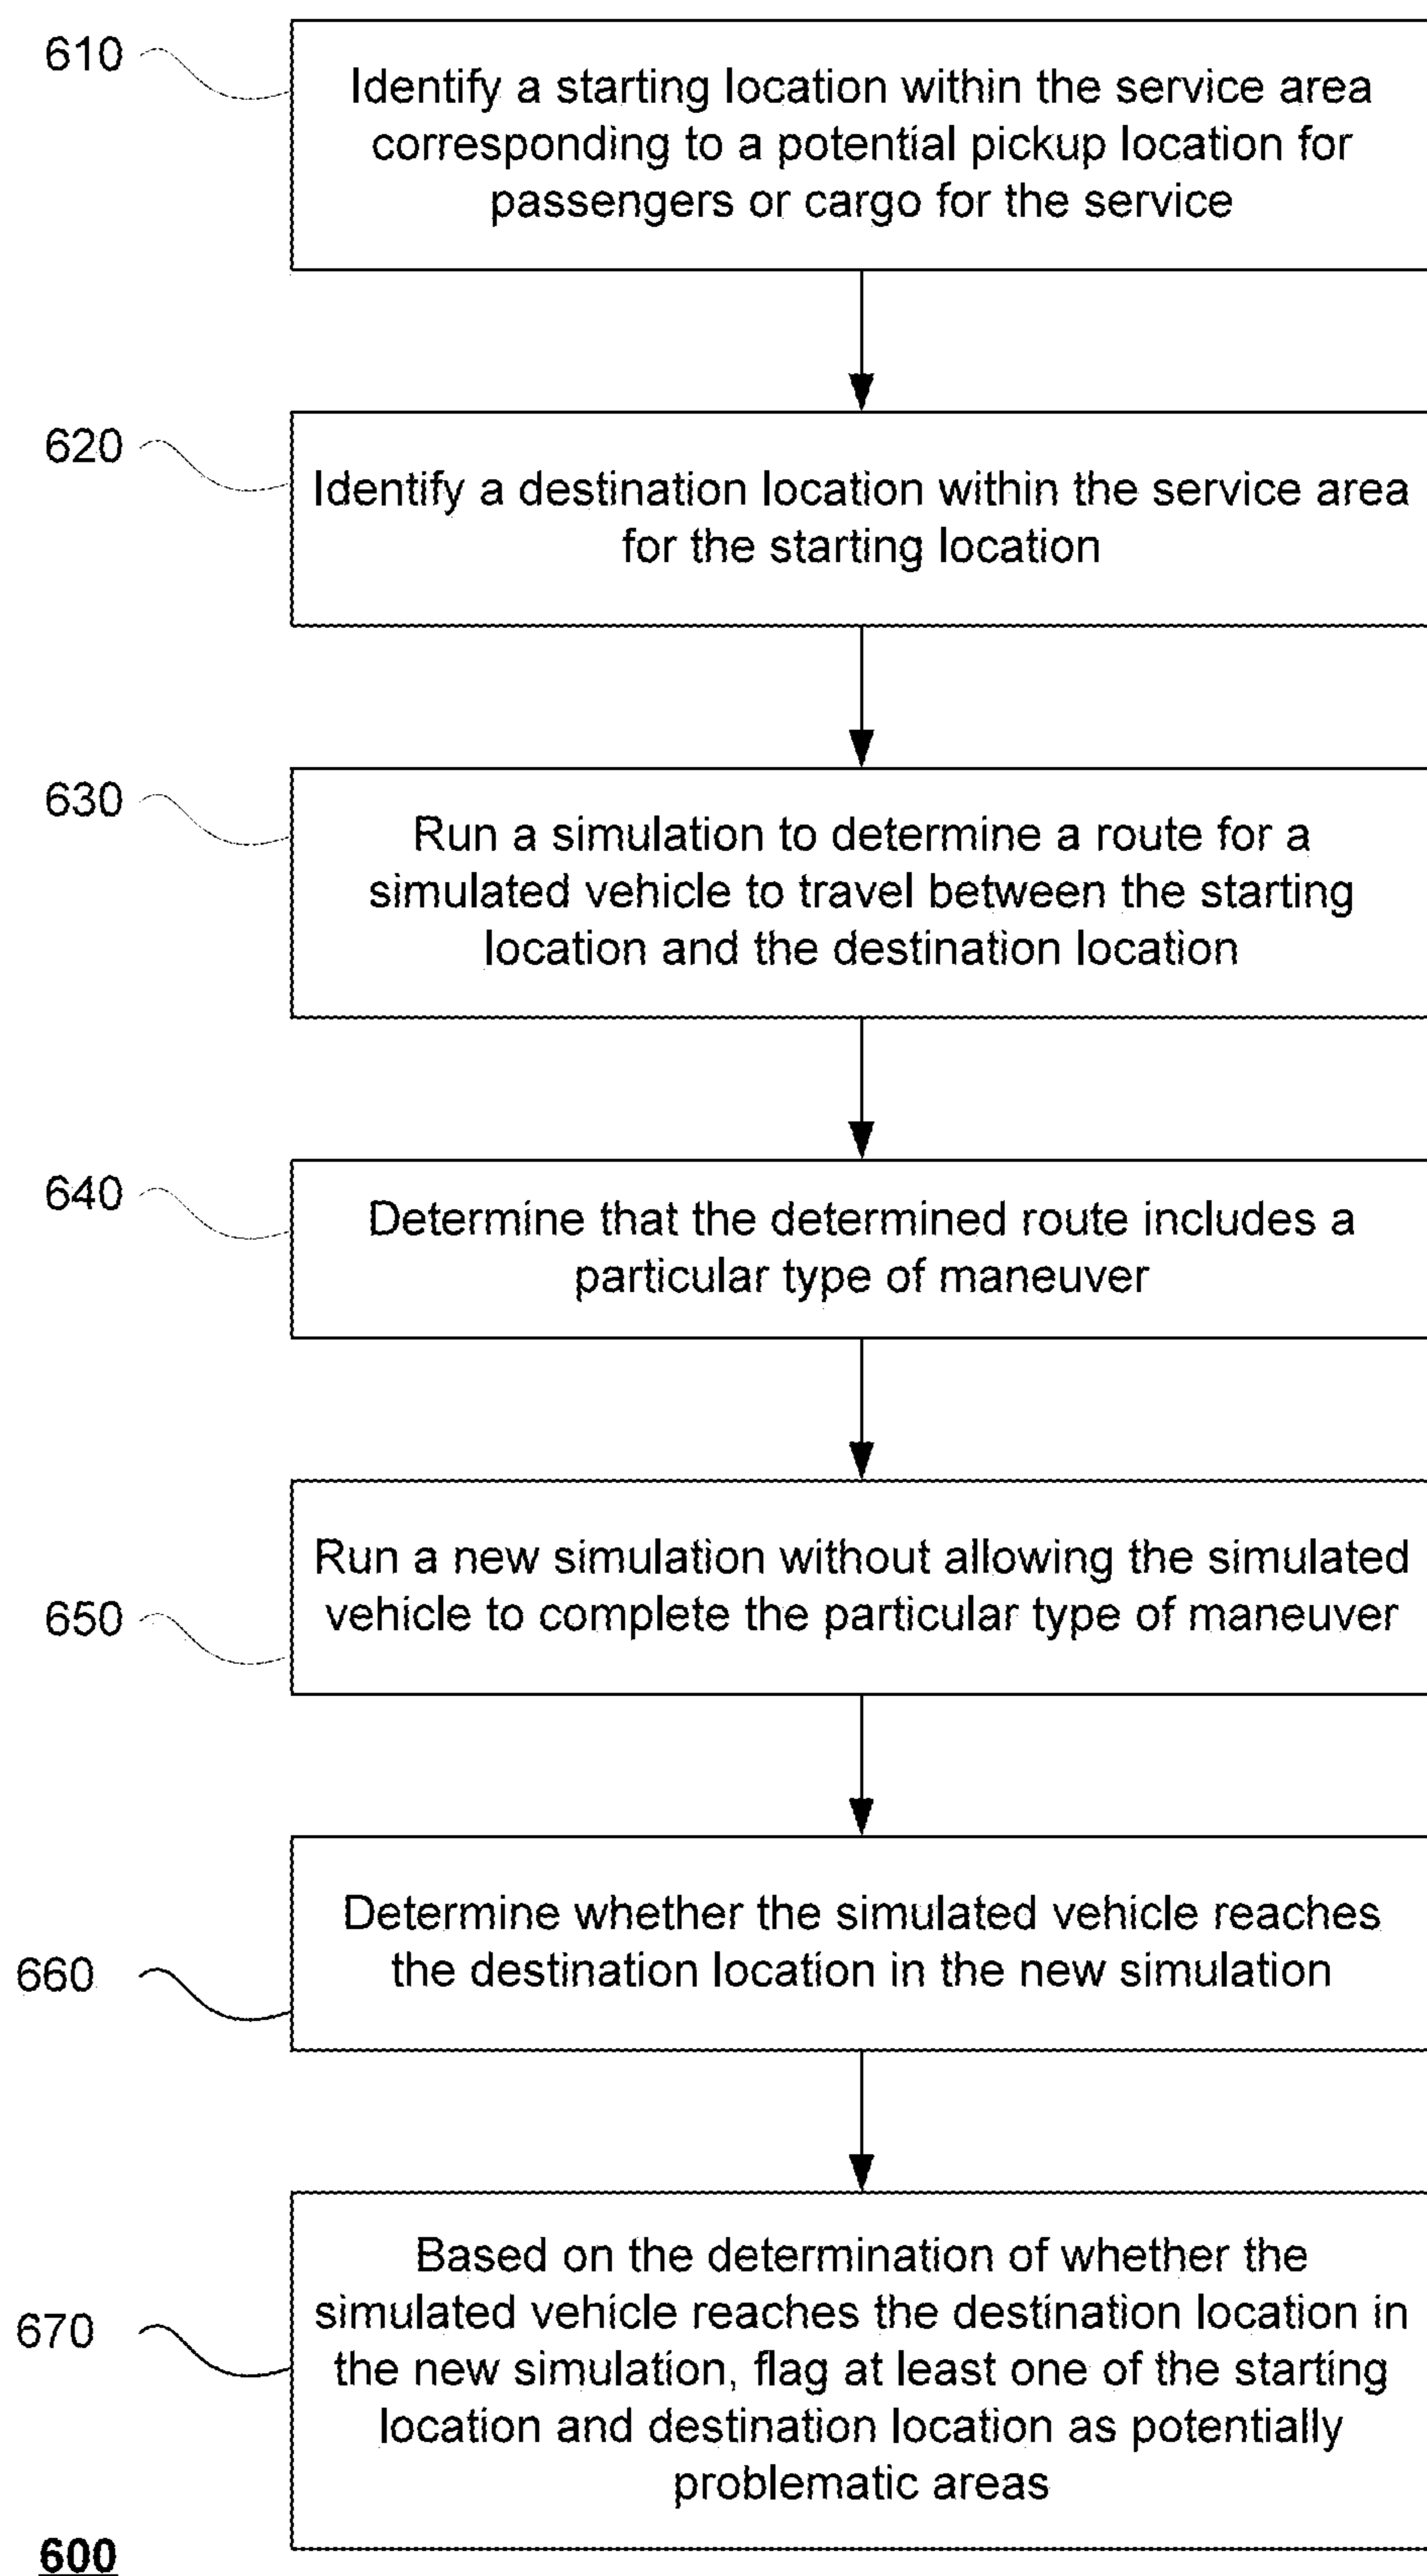 610
Identify a starting location within the service area
corresponding to a potential pickup location for
passengers or cargo for the service
620
Identify a destination location within the service area
for the starting location
630
Run a simulation to determine a route for a
simulated vehicle to travel between the starting
location and the destination location
640
Determine that the determined route includes a
particular type of maneuver
Run a new simulation without allowing the simulated
650
vehicle to complete the particular type of maneuver
Determine whether the simulated vehicle reaches
660
the destination location in the new simulation
Based on the determination of whether the
670
simulated vehicle reaches the destination location in
the new simulation, flag at least one of the starting
location and destination location as potentially
problematic areas
600